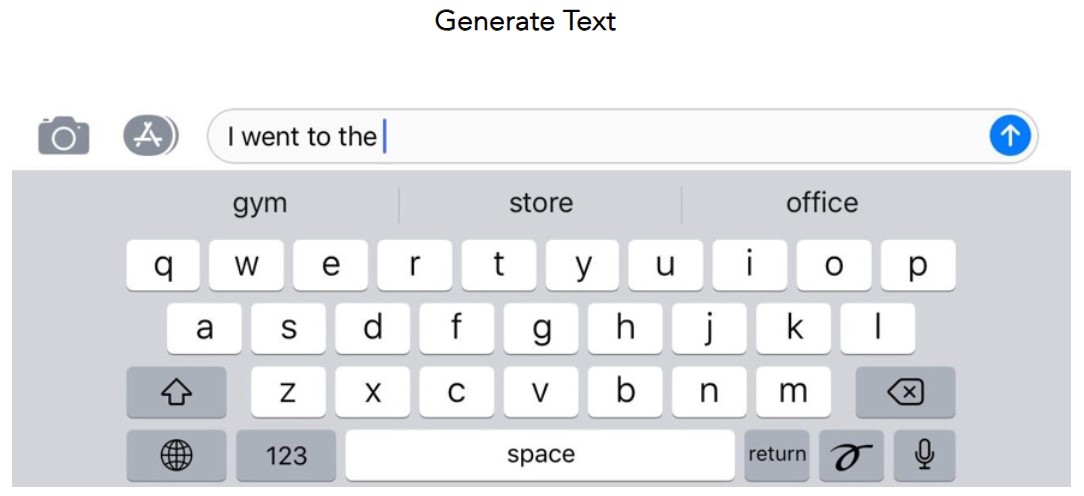 Generate Text
I went to the
gym store office
q w e r t y u i o p
a s d f g h j k l
z x c v b n m
123 space return